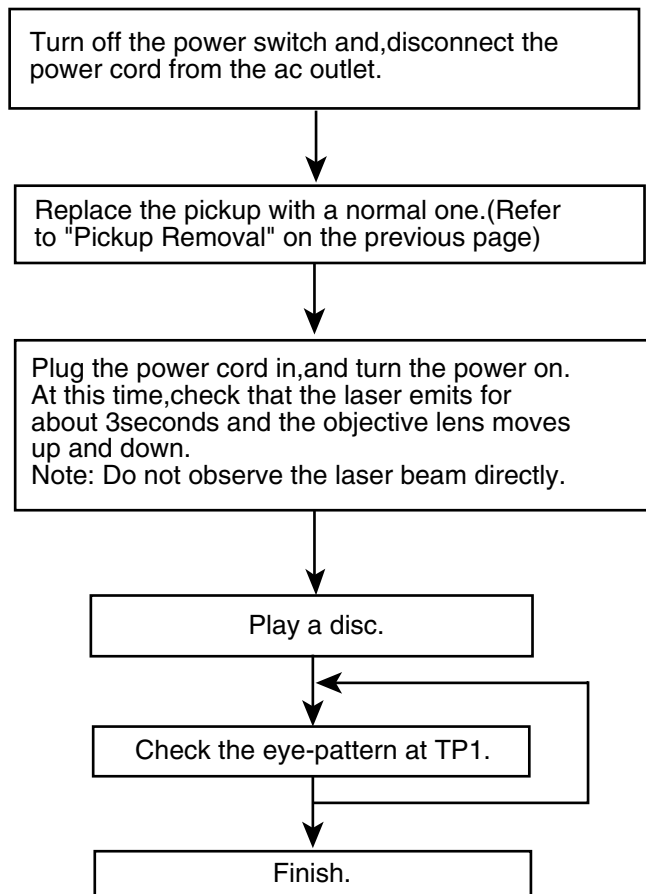 Turn off the power switch and,disconnect the
power cord from the ac outlet.
Replace the pickup with a normal one.(Refer
to "Pickup Removal" on the previous page)
Plug the power cord in,and turn the power on.
At this time,check that the laser emits for
about 3seconds and the objective lens moves
up and down.
Note: Do not observe the laser beam directly.
Play a disc.
Check the eye-pattern at TP1.
Finish.